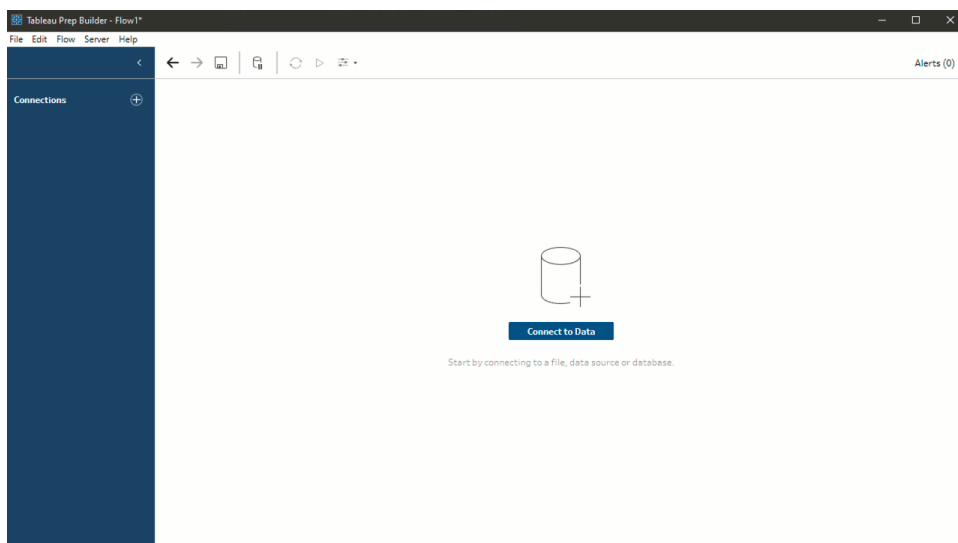 Tableau Prep Builder - Flow1*
File Edit Flow Server Help
Alerts (0)
Connections
Connect to Data
Start by connecting to a file, data source or database.